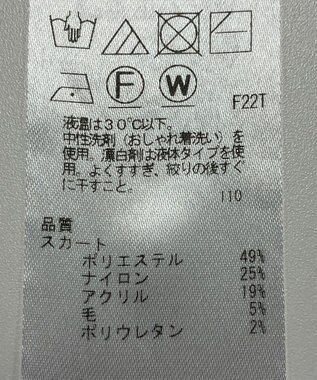 F W
F22T
液温は30℃以下。
中性洗剤(おしゃれ着洗い)を
使用。漂白剤は液体タイプを使
用。よくすすぎ、絞りの後すぐ
に干すこと。
110
品質
スカート
ポリエステル 49%
ナイロン 25%
アクリル 19%
毛 5%
ポリウレタン 2%